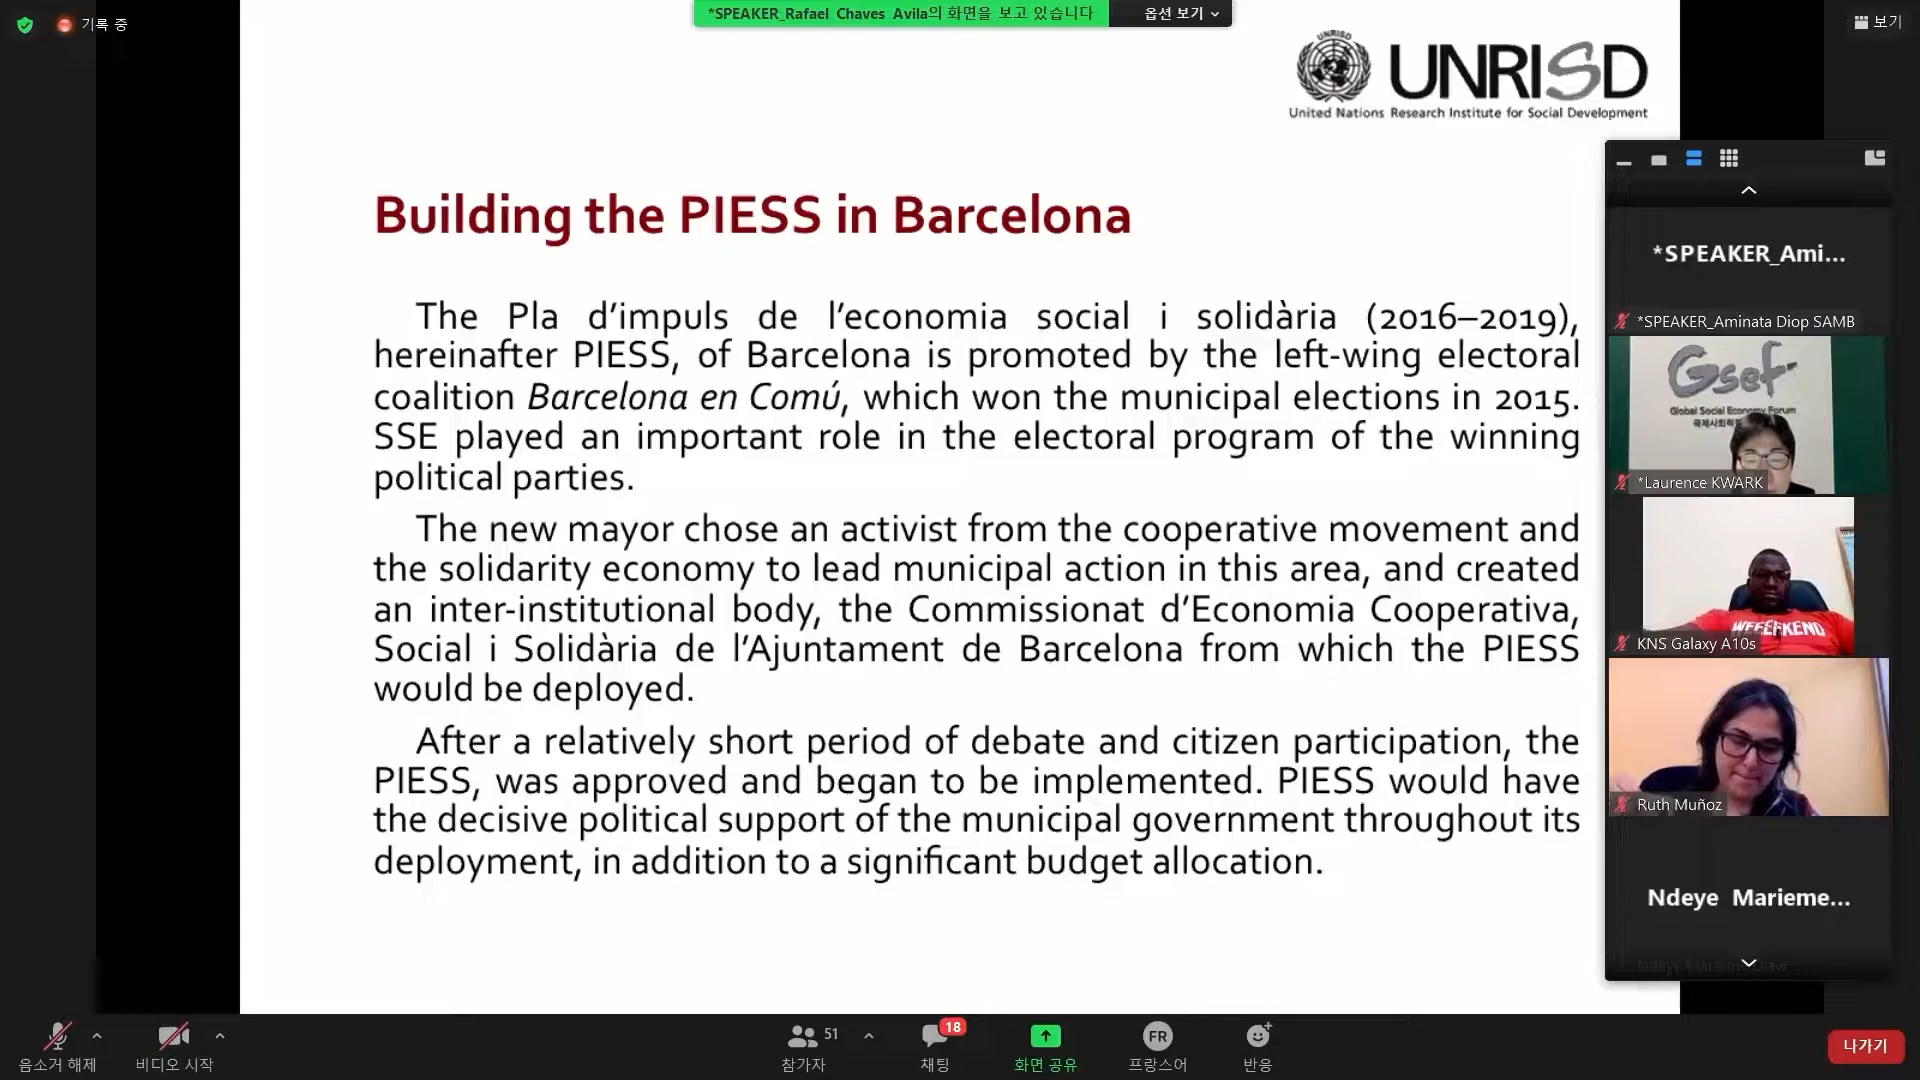 기록 중
*SPEAKER_Rafael Chaves Avila의 화면을 보고 있습니다
옵션 보기
보기
UNRISD
UNRISD
United Nations Research Institute for Social Development
Building the PIESS in Barcelona
The Pla d’impuls de l’economia social i solidària (2016–2019),
hereinafter PIESS, of Barcelona is promoted by the left-wing electoral
coalition Barcelona en Comú, which won the municipal elections in 2015.
SSE played an important role in the electoral program of the winning
political parties.
The new mayor chose an activist from the cooperative movement and
the solidarity economy to lead municipal action in this area, and created
an inter-institutional body, the Commissionat d’Economia Cooperativa,
Social i Solidària de l’Ajuntament de Barcelona from which the PIESS
would be deployed.
After a relatively short period of debate and citizen participation, the
PIESS, was approved and began to be implemented. PIESS would have
the decisive political support of the municipal government throughout its
deployment, in addition to a significant budget allocation.
*SPEAKER_Ami...
*SPEAKER_Aminata Diop SAMB
Gsef
Global Social Economy Forum
*Laurence KWARK
WEEEEKEND
KNS Galaxy A10s
Ruth Muñoz
Ndeye Marieme...
음소거 해제
비디오 시작
51
참가자
18
채팅
화면 공유
FR
프랑스어
반응
나가기